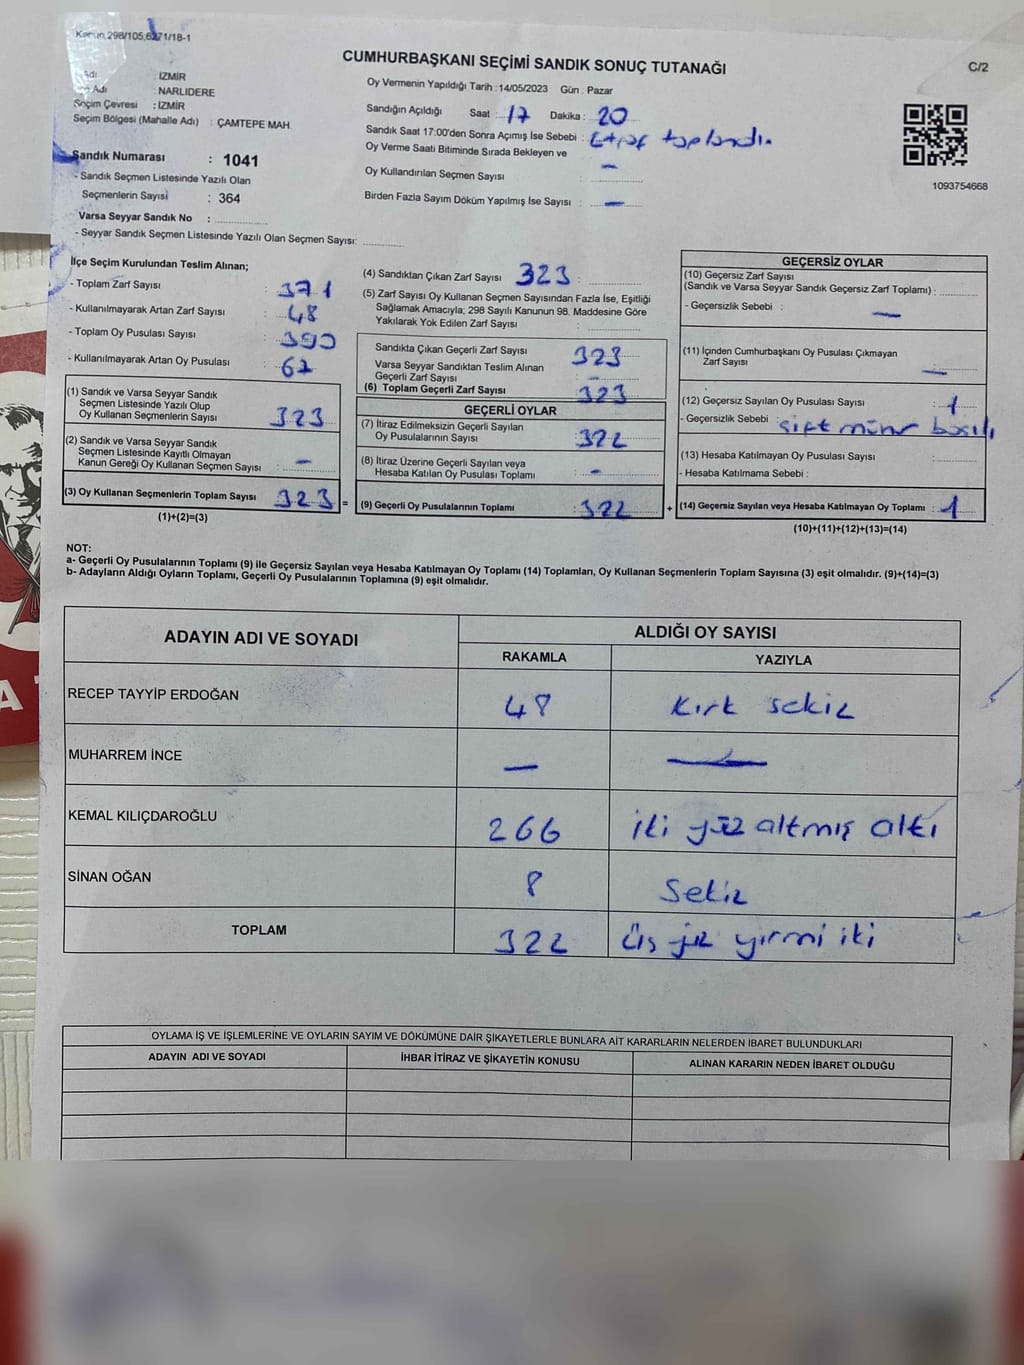 Kanun 298/105,6271/18-1
CUMHURBAŞKANI SEÇİMİ SANDIK SONUÇ TUTANAĞI
C/2
Adı : İZMİR
Adı : NARLIDERE
Seçim Çevresi : İZMİR
Seçim Bölgesi (Mahalle Adı) : ÇAMTEPE MAH.
Sandık Numarası : 1041
- Sandık Seçmen Listesinde Yazılı Olan
Seçmenlerin Sayısı : 364
Varsa Seyyar Sandık No :
- Seyyar Sandık Seçmen Listesinde Yazılı Olan Seçmen Sayısı:
Oy Vermenin Yapıldığı Tarih : 14/05/2023 Gün : Pazar
Sandığın Açıldığı Saat : 17 Dakika : 20
Sandık Saat 17:00'den Sonra Açımış İse Sebebi : Etraf toplandı.
Oy Verme Saati Bitiminde Sırada Bekleyen ve
Oy Kullandırılan Seçmen Sayısı : —
Birden Fazla Sayım Döküm Yapılmış İse Sayısı : —
1093754668
İlçe Seçim Kurulundan Teslim Alınan;
- Toplam Zarf Sayısı : 371
- Kullanılmayarak Artan Zarf Sayısı : 48
- Toplam Oy Pusulası Sayısı : 390
- Kullanılmayarak Artan Oy Pusulası : 67
(1) Sandık ve Varsa Seyyar Sandık
Seçmen Listesinde Yazılı Olup
Oy Kullanan Seçmenlerin Sayısı : 323
(2) Sandık ve Varsa Seyyar Sandık
Seçmen Listesinde Kayıtlı Olmayan
Kanun Gereği Oy Kullanan Seçmen Sayısı : —
(3) Oy Kullanan Seçmenlerin Toplam Sayısı : 323 =
(1)+(2)=(3)
(4) Sandıktan Çıkan Zarf Sayısı 323 :
(5) Zarf Sayısı Oy Kullanan Seçmen Sayısından Fazla İse, Eşitliği
Sağlamak Amacıyla; 298 Sayılı Kanunun 98. Maddesine Göre
Yakılarak Yok Edilen Zarf Sayısı :
Sandıkta Çıkan Geçerli Zarf Sayısı : 323
Varsa Seyyar Sandıktan Teslim Alınan
Geçerli Zarf Sayısı : —
(6) Toplam Geçerli Zarf Sayısı : 323
GEÇERLİ OYLAR
(7) İtiraz Edilmeksizin Geçerli Sayılan
Oy Pusulalarının Sayısı : 322
(8) İtiraz Üzerine Geçerli Sayılan veya
Hesaba Katılan Oy Pusulası Toplamı : —
(9) Geçerli Oy Pusulalarının Toplamı : 322 +
GEÇERSİZ OYLAR
(10) Geçersiz Zarf Sayısı
(Sandık ve Varsa Seyyar Sandık Geçersiz Zarf Toplamı) :
- Geçersizlik Sebebi : —
(11) İçinden Cumhurbaşkanı Oy Pusulası Çıkmayan
Zarf Sayısı : —
(12) Geçersiz Sayılan Oy Pusulası Sayısı : 1
- Geçersizlik Sebebi : çift mühür basılı
(13) Hesaba Katılmayan Oy Pusulası Sayısı :
- Hesaba Katılmama Sebebi :
(14) Geçersiz Sayılan veya Hesaba Katılmayan Oy Toplamı : 1
(10)+(11)+(12)+(13)=(14)
NOT:
a- Geçerli Oy Pusulalarının Toplamı (9) ile Geçersiz Sayılan veya Hesaba Katılmayan Oy Toplamı (14) Toplamları, Oy Kullanan Seçmenlerin Toplam Sayısına (3) eşit olmalıdır. (9)+(14)=(3)
b- Adayların Aldığı Oyların Toplamı, Geçerli Oy Pusulalarının Toplamına (9) eşit olmalıdır.
ADAYIN ADI VE SOYADI ALDIĞI OY SAYISI
RAKAMLA YAZIYLA
RECEP TAYYİP ERDOĞAN 48 kırk sekiz
MUHARREM İNCE — —
KEMAL KILIÇDAROĞLU 266 iki yüz altmış altı
SİNAN OĞAN 8 Sekiz
TOPLAM 322 üç yüz yirmi iki
OYLAMA İŞ VE İŞLEMLERİNE VE OYLARIN SAYIM VE DÖKÜMÜNE DAİR ŞİKAYETLERLE BUNLARA AİT KARARLARIN NELERDEN İBARET BULUNDUKLARI
ADAYIN ADI VE SOYADI İHBAR İTİRAZ VE ŞİKAYETİN KONUSU ALINAN KARARIN NEDEN İBARET OLDUĞU